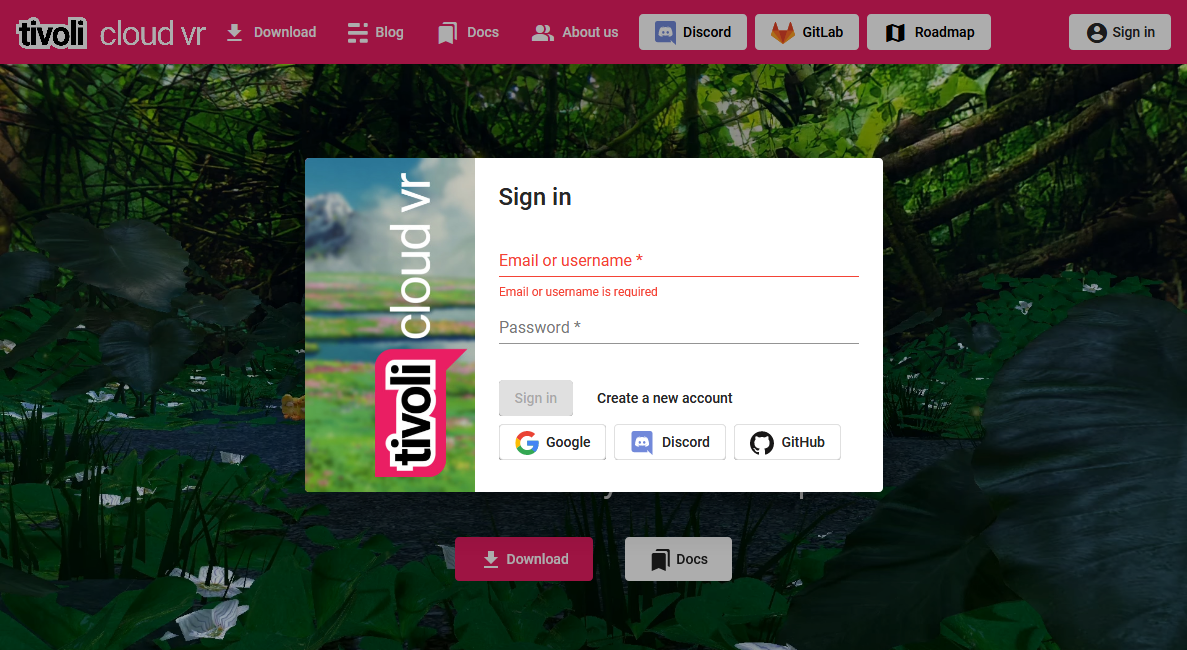 tivoli cloud vr
Download
Blog
Docs
About us
Discord
GitLab
Roadmap
Sign in
tivoli cloud vr
Sign in
Email or username *
Email or username is required
Password *
Sign in
Create a new account
Google
Discord
GitHub
Download
Docs